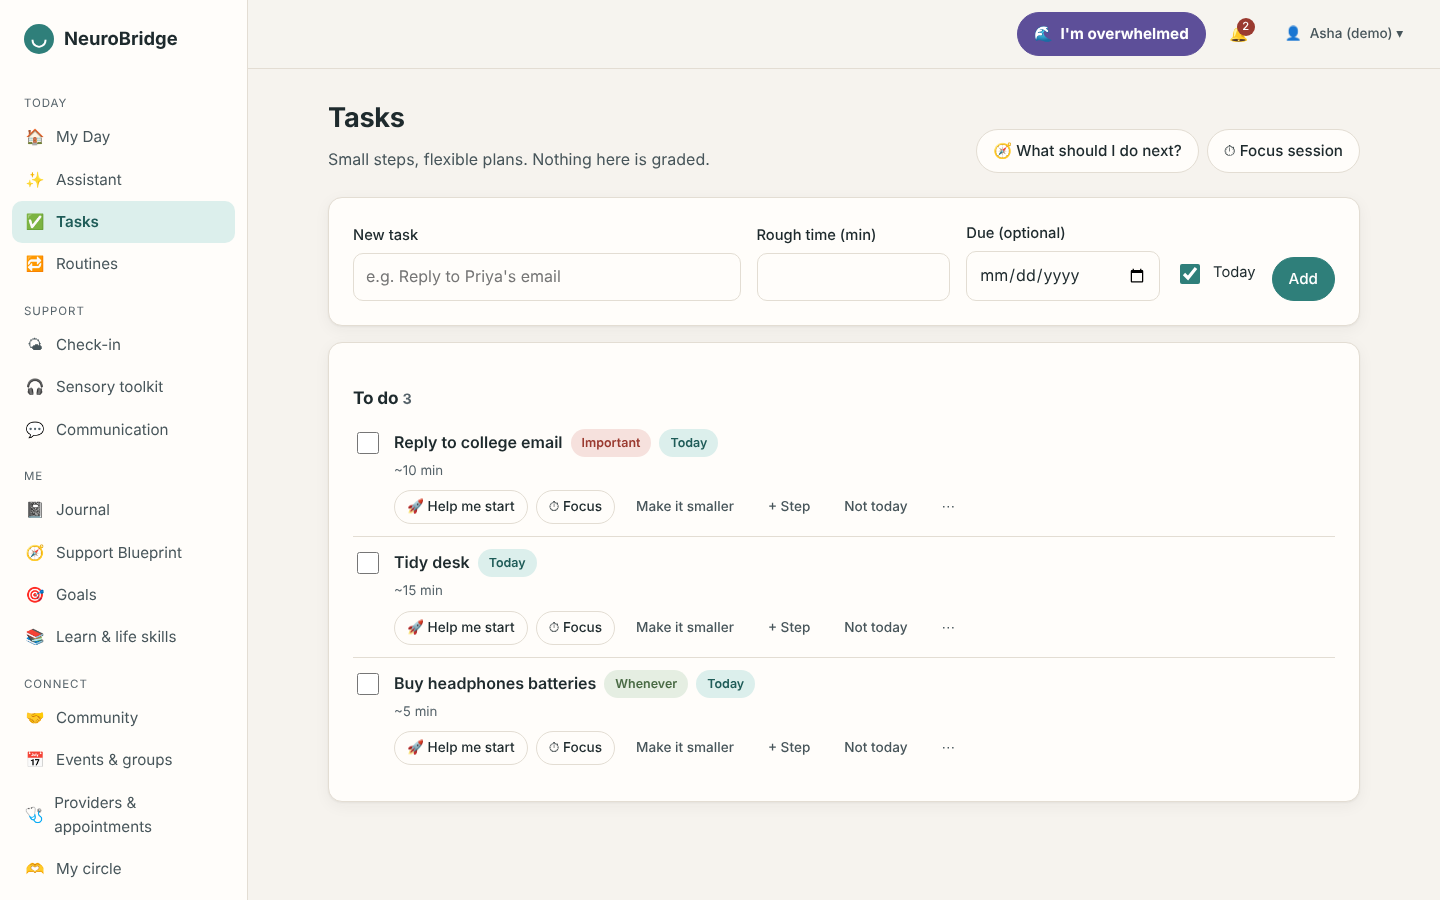 NeuroBridge
I'm overwhelmed
2
Asha (demo) ▾
TODAY
My Day
Assistant
Tasks
Routines
SUPPORT
Check-in
Sensory toolkit
Communication
ME
Journal
Support Blueprint
Goals
Learn & life skills
CONNECT
Community
Events & groups
Providers &
appointments
My circle
Tasks
Small steps, flexible plans. Nothing here is graded.
What should I do next?
Focus session
New task
e.g. Reply to Priya's email
Rough time (min)
Due (optional)
mm/dd/yyyy
Today
Add
To do 3
Reply to college email Important Today
~10 min
Help me start Focus Make it smaller + Step Not today ···
Tidy desk Today
~15 min
Help me start Focus Make it smaller + Step Not today ···
Buy headphones batteries Whenever Today
~5 min
Help me start Focus Make it smaller + Step Not today ···